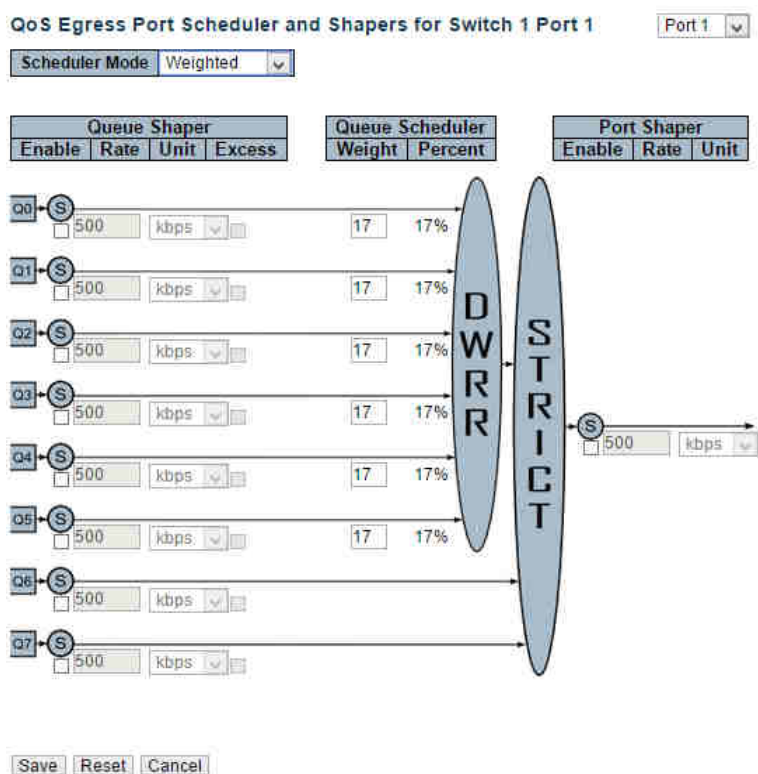 QoS Egress Port Scheduler and Shapers for Switch 1 Port 1 Port 1
Scheduler Mode Weighted
Queue Shaper Queue Scheduler Port Shaper
Enable Rate Unit Excess Weight Percent Enable Rate Unit
Q0 S
500 kbps 17 17%
Q1 S
500 kbps 17 17%
Q2 S
500 kbps 17 17%
Q3 S
500 kbps 17 17%
Q4 S
500 kbps 17 17%
Q5 S
500 kbps 17 17%
Q6 S
500 kbps
Q7 S
500 kbps
DWRR
STRICT
S
500 kbps
Save Reset Cancel